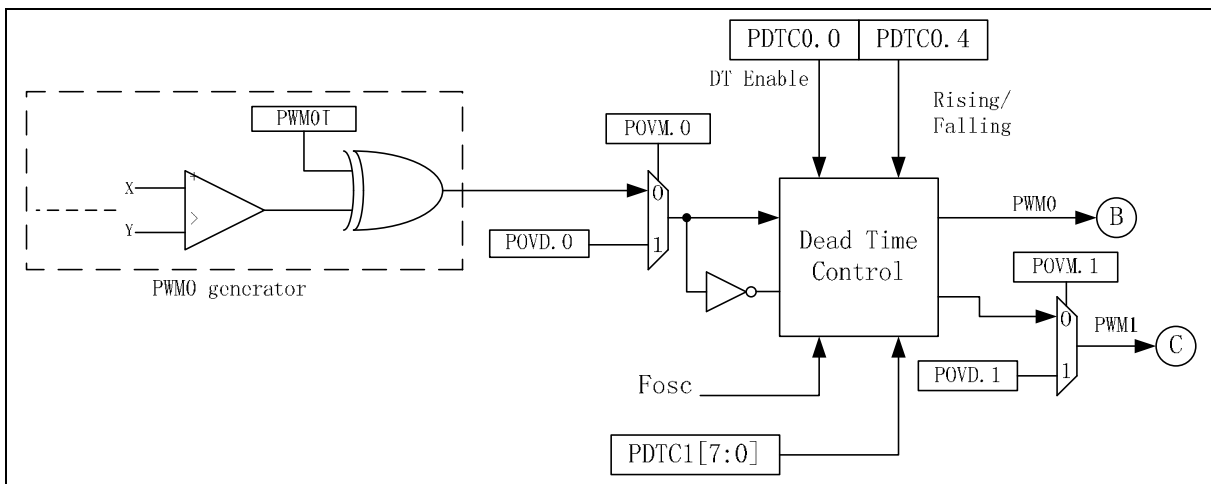 PDTC0.0 PDTC0.4
DT Enable
Rising/
Falling
PWM0I
POVM.0
X
+
>
Y
0
1
POVD.0
PWM0 generator
Dead Time
Control
PWM0
B
POVM.1
0
1
PWM1
C
POVD.1
Fosc
PDTC1[7:0]